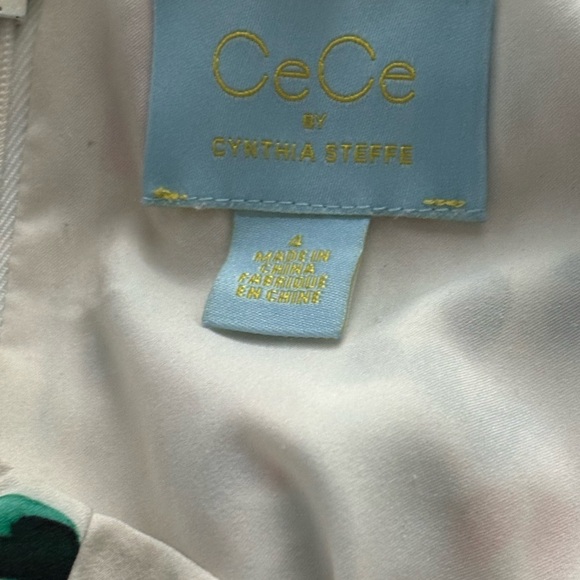 CeCe
BY
CYNTHIA STEFFE
4
MADE IN
CHINA
FABRIQUE
EN CHINE